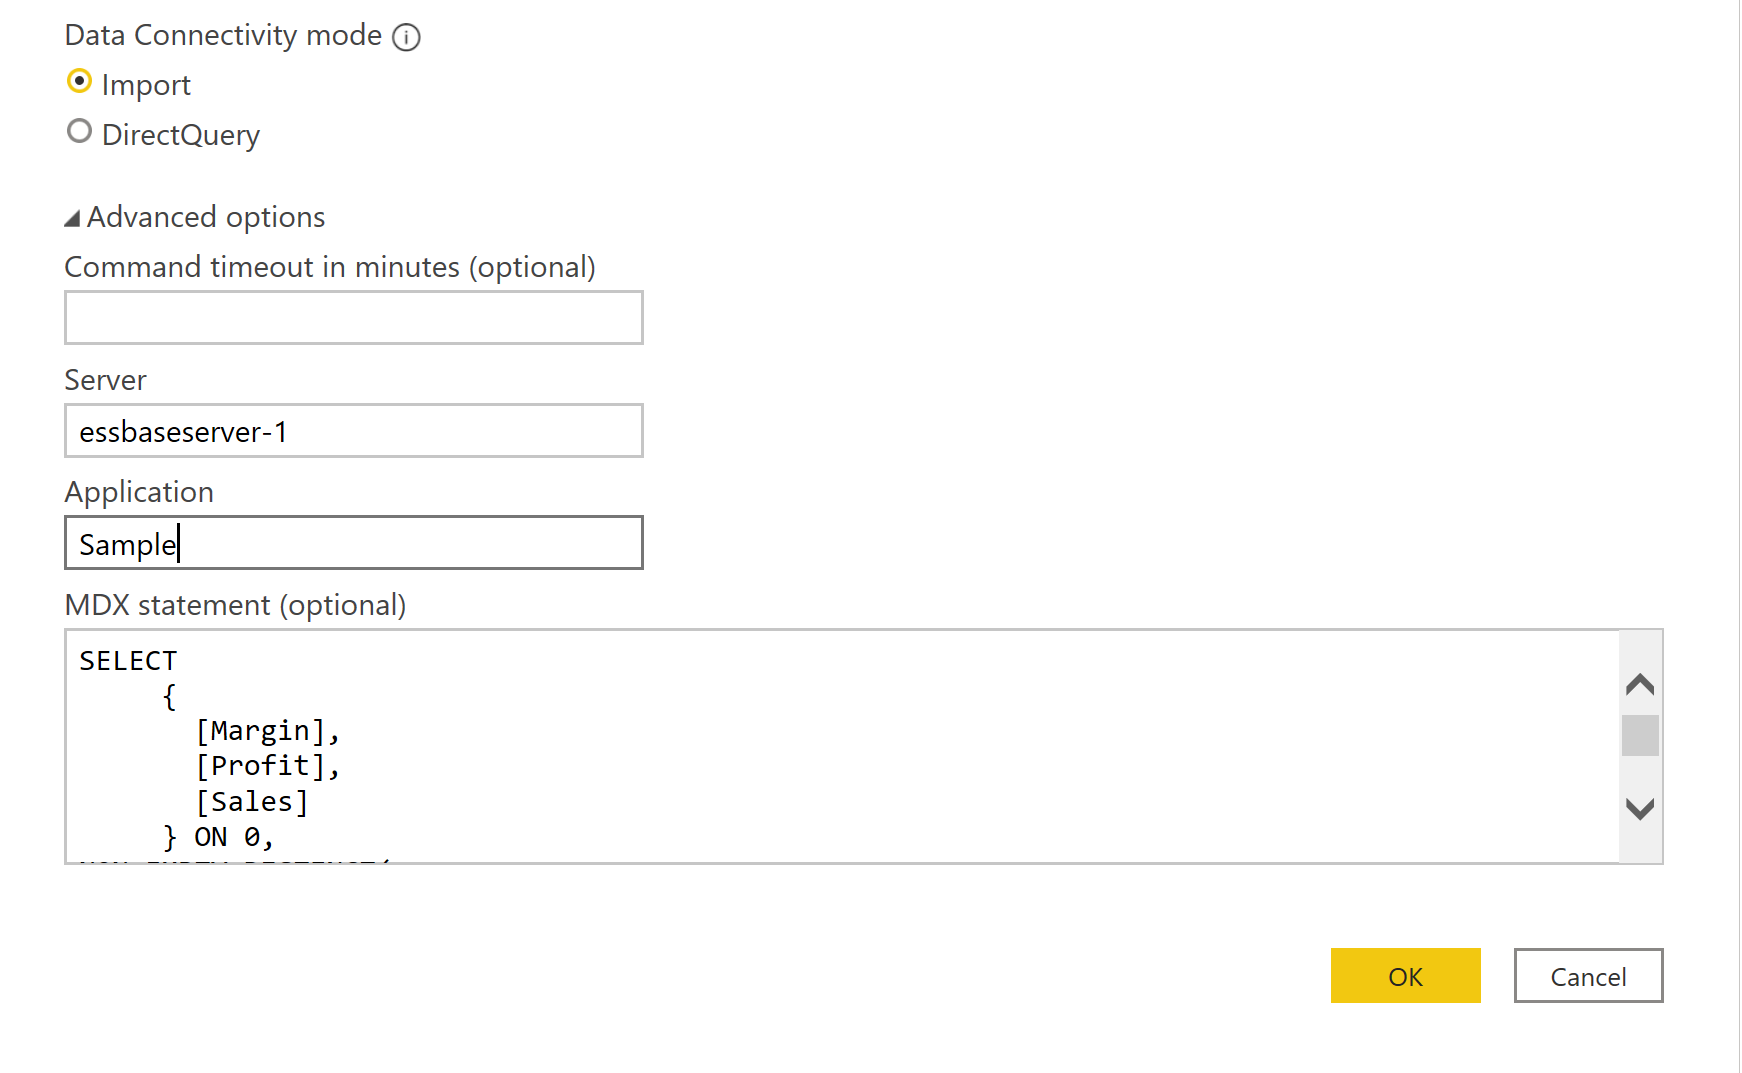 Data Connectivity mode
Import
DirectQuery
Advanced options
Command timeout in minutes (optional)
Server
essbaseserver-1
Application
Sample
MDX statement (optional)
SELECT
{
[Margin],
[Profit],
[Sales]
} ON 0,
OK Cancel